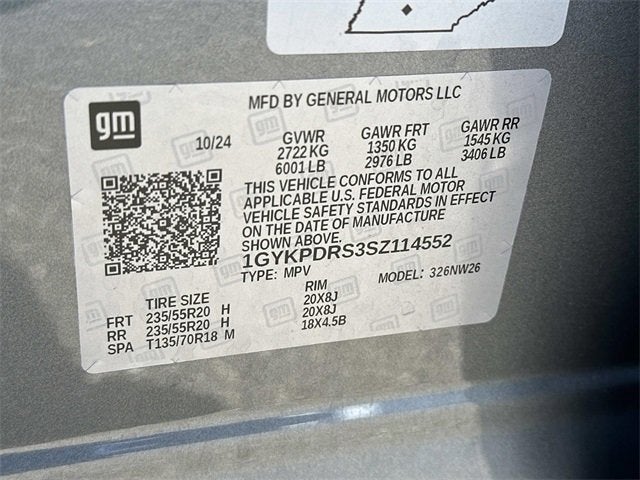 gm
MFD BY GENERAL MOTORS LLC
10/24 GVWR GAWR FRT GAWR RR
2722 KG 1350 KG 1545 KG
6001 LB 2976 LB 3406 LB
THIS VEHICLE CONFORMS TO ALL
APPLICABLE U.S. FEDERAL MOTOR
VEHICLE SAFETY STANDARDS IN EFFECT
ON THE DATE OF MANUFACTURE
SHOWN ABOVE.
1GYKPDRS3SZ114552
TYPE: MPV MODEL: 326NW26
TIRE SIZE RIM
FRT 235/55R20 H 20X8J
RR 235/55R20 H 20X8J
SPA T135/70R18 M 18X4.5B